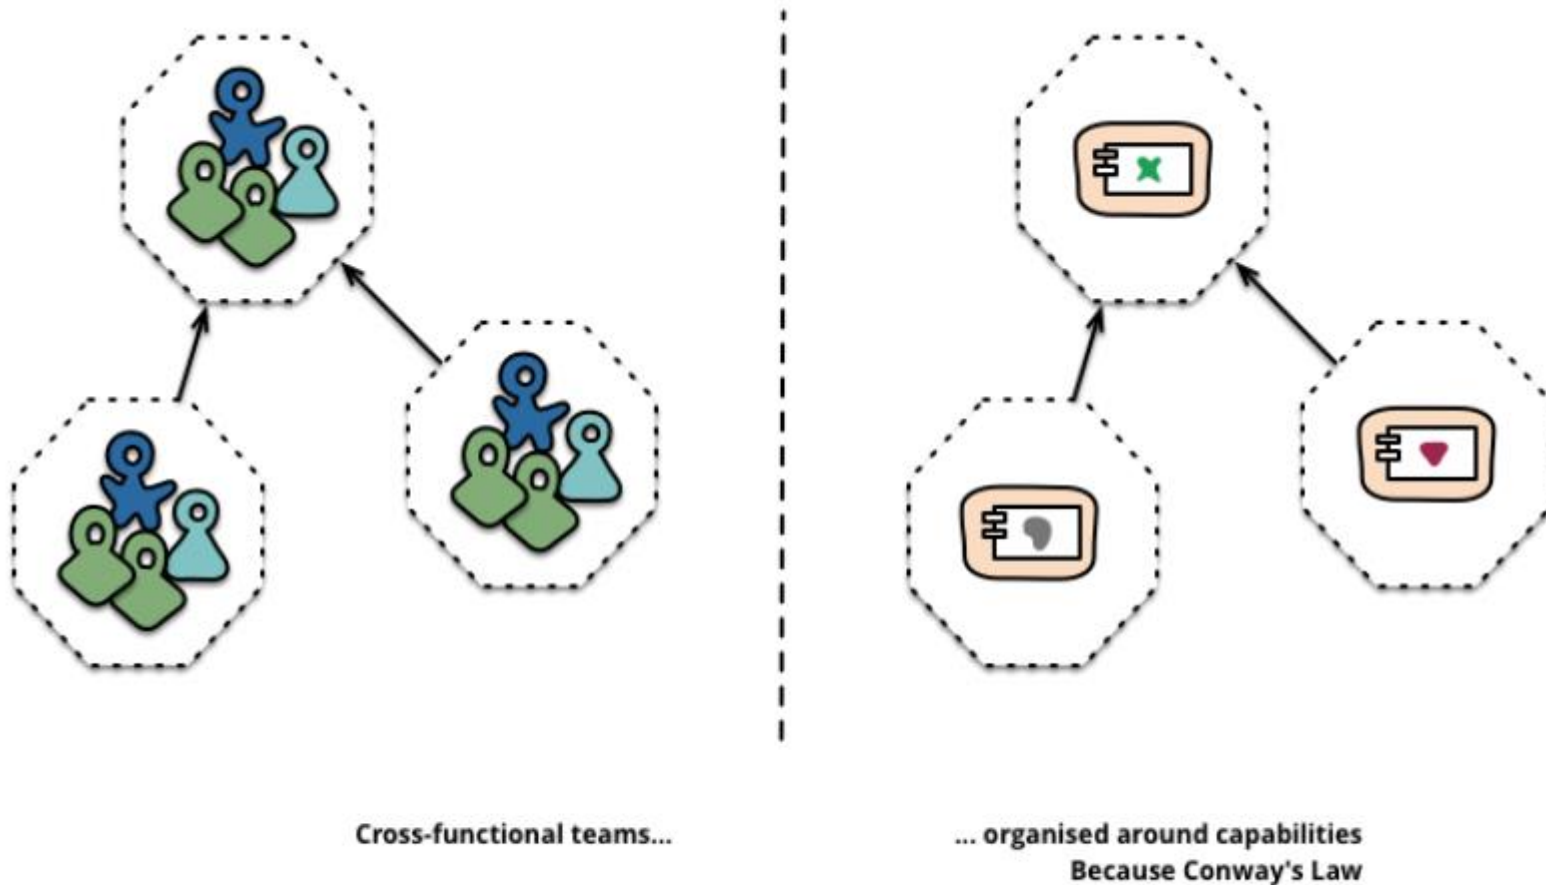 Cross-functional teams...
... organised around capabilities
Because Conway's Law